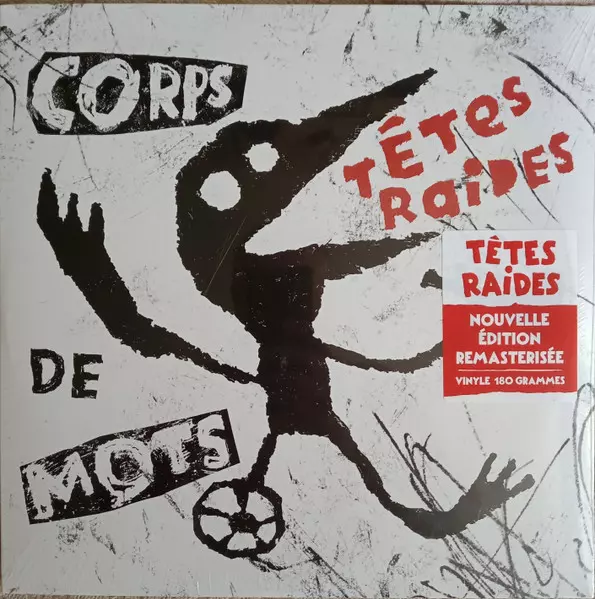 CORPS
TÊTes
RaiDES
DE
MOTS
TÊTES
RAiDES
NOUVELLE
ÉDITION
REMASTERISÉE
VINYLE 180 GRAMMES